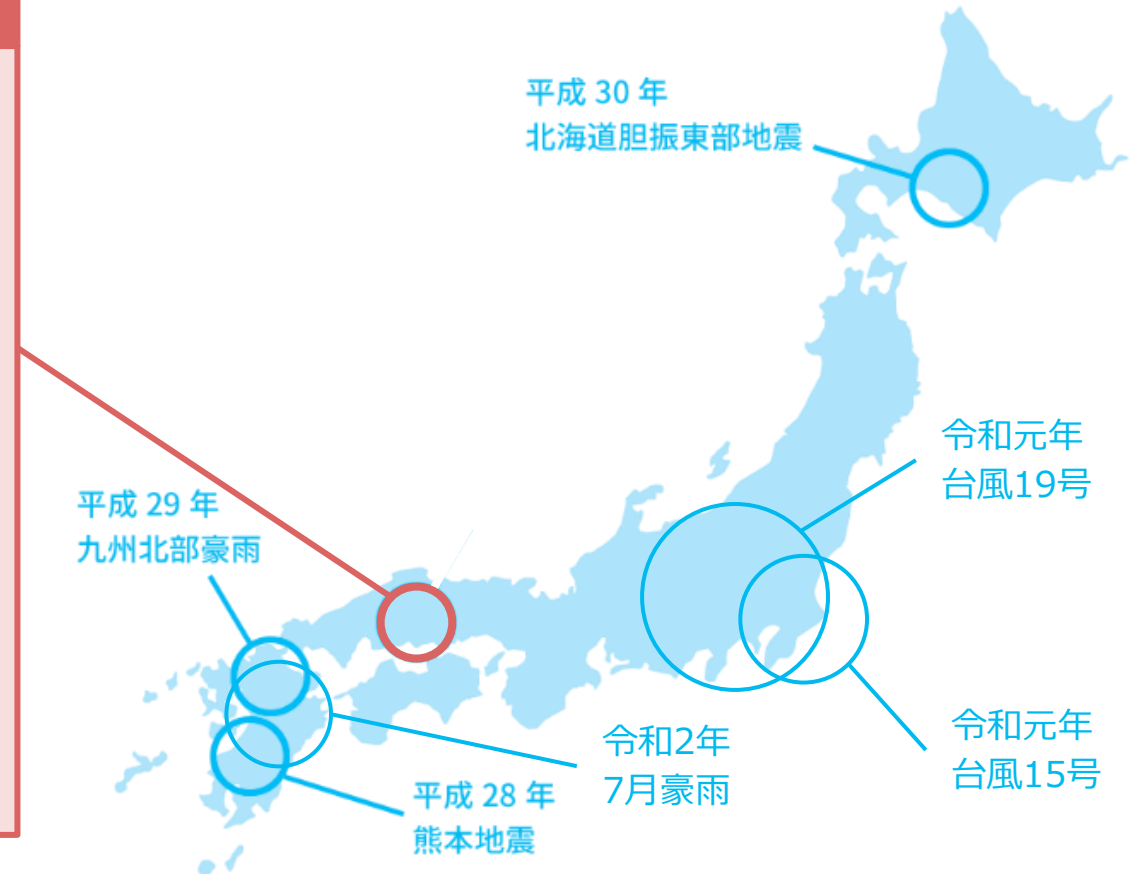 平成 30 年
北海道胆振東部地震
令和元年
台風19号
平成 29 年
九州北部豪雨
令和元年
台風15号
令和2年
7月豪雨
平成 28 年
熊本地震